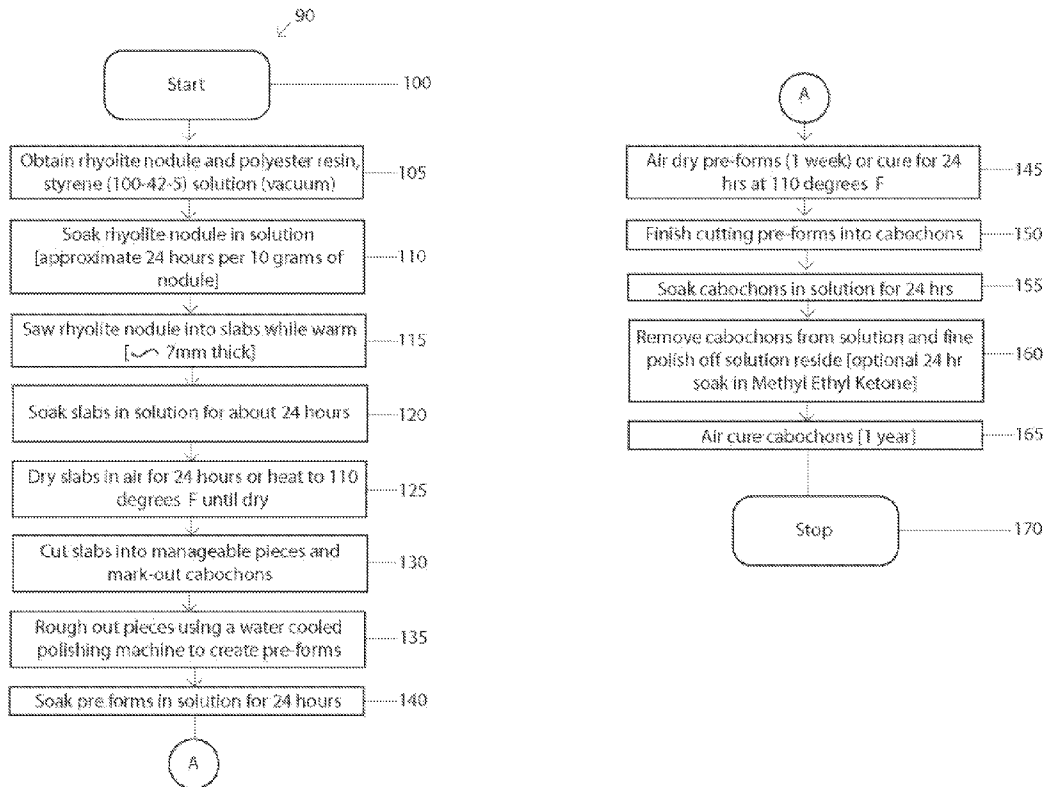 90
Start
100
Obtain rhyolite nodule and polyester resin,
styrene (100-42-5) solution (vacuum)
105
Soak rhyolite nodule in solution
[approximate 24 hours per 10 grams of
nodule]
110
Saw rhyolite nodule into slabs while warm
[~ 7mm thick]
115
Soak slabs in solution for about 24 hours
120
Dry slabs in air for 24 hours or heat to 110
degrees F until dry
125
Cut slabs into manageable pieces and
mark-out cabochons
130
Rough out pieces using a water cooled
polishing machine to create pre-forms
135
Soak pre forms in solution for 24 hours
140
A
A
Air dry pre-forms (1 week) or cure for 24
hrs at 110 degrees F
145
Finish cutting pre-forms into cabochons
150
Soak cabochons in solution for 24 hrs
155
Remove cabochons from solution and fine
polish off solution reside [optional 24 hr
soak in Methyl Ethyl Ketone]
160
Air cure cabochons [1 year]
165
Stop
170